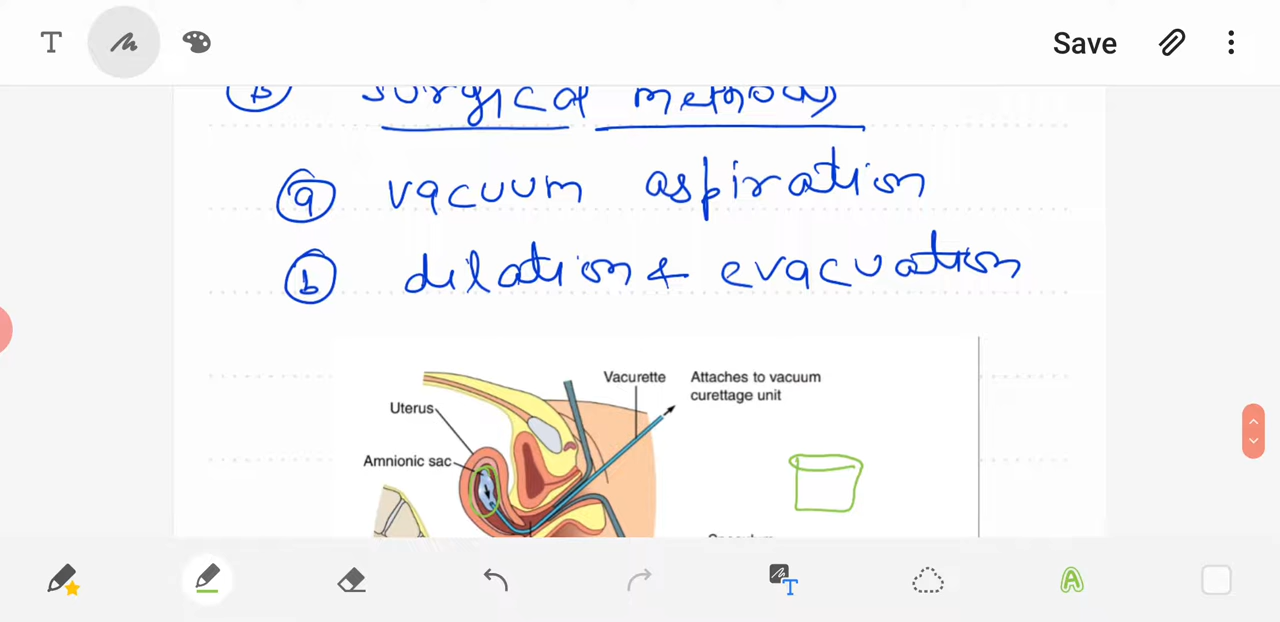 T
Save
B surgical methods
a vacuum aspiration
b dilation & evacuation
Vacurette
Attaches to vacuum
curettage unit
Uterus
Amnionic sac
T
A